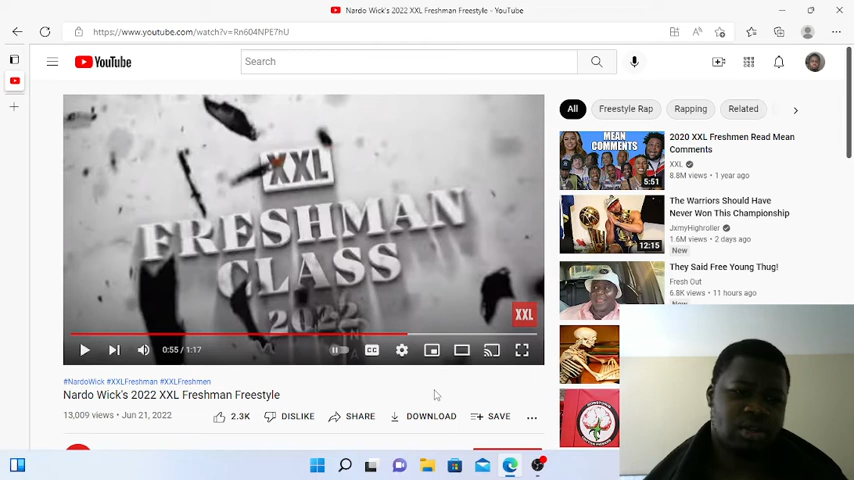 Nardo Wick's 2022 XXL Freshman Freestyle - YouTube
https://www.youtube.com/watch?v=Rn604NPE7hU
YouTube
Search
XXL
FRESHMAN
CLASS
2022
XXL
0:55 / 1:17
CC
#NardoWick #XXLFreshman #XXLFreshmen
Nardo Wick's 2022 XXL Freshman Freestyle
13,009 views • Jun 21, 2022
2.3K
DISLIKE
SHARE
DOWNLOAD
SAVE
All
Freestyle Rap
Rapping
Related
MEAN
COMMENTS
5:51
2020 XXL Freshmen Read Mean
Comments
XXL
8.8M views • 1 year ago
12:15
The Warriors Should Have
Never Won This Championship
JxmyHighroller
1.6M views • 2 days ago
New
They Said Free Young Thug!
Fresh Out
6.8K views • 11 hours ago
New